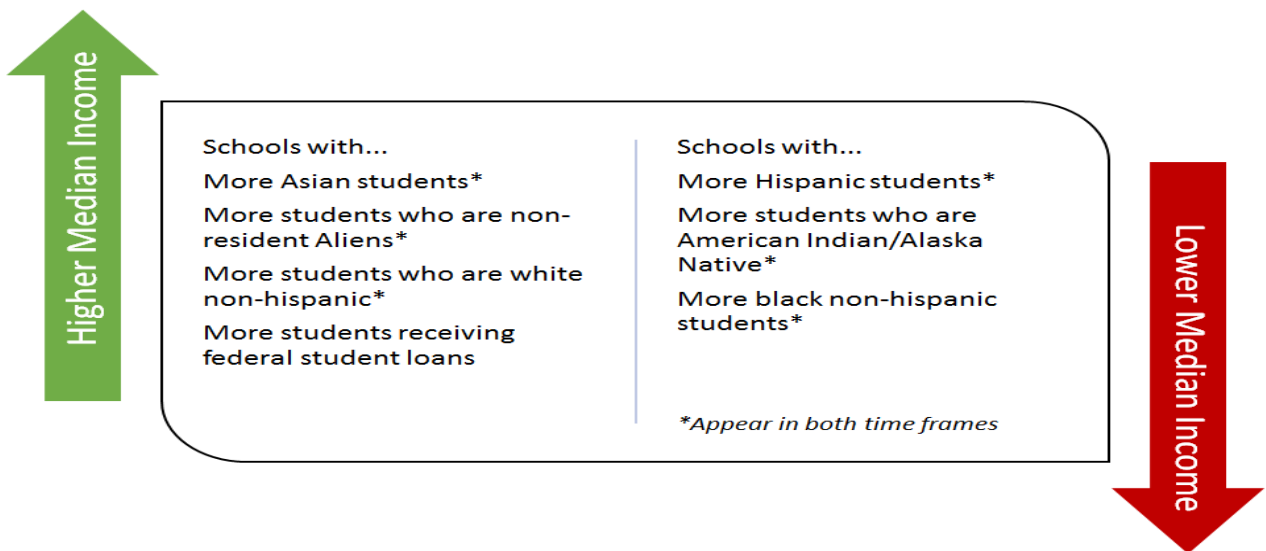 Higher Median Income
Schools with...
More Asian students*
More students who are non-
resident Aliens*
More students who are white
non-hispanic*
More students receiving
federal student loans
Schools with...
More Hispanic students*
More students who are
American Indian/Alaska
Native*
More black non-hispanic
students*
*Appear in both time frames
Lower Median Income